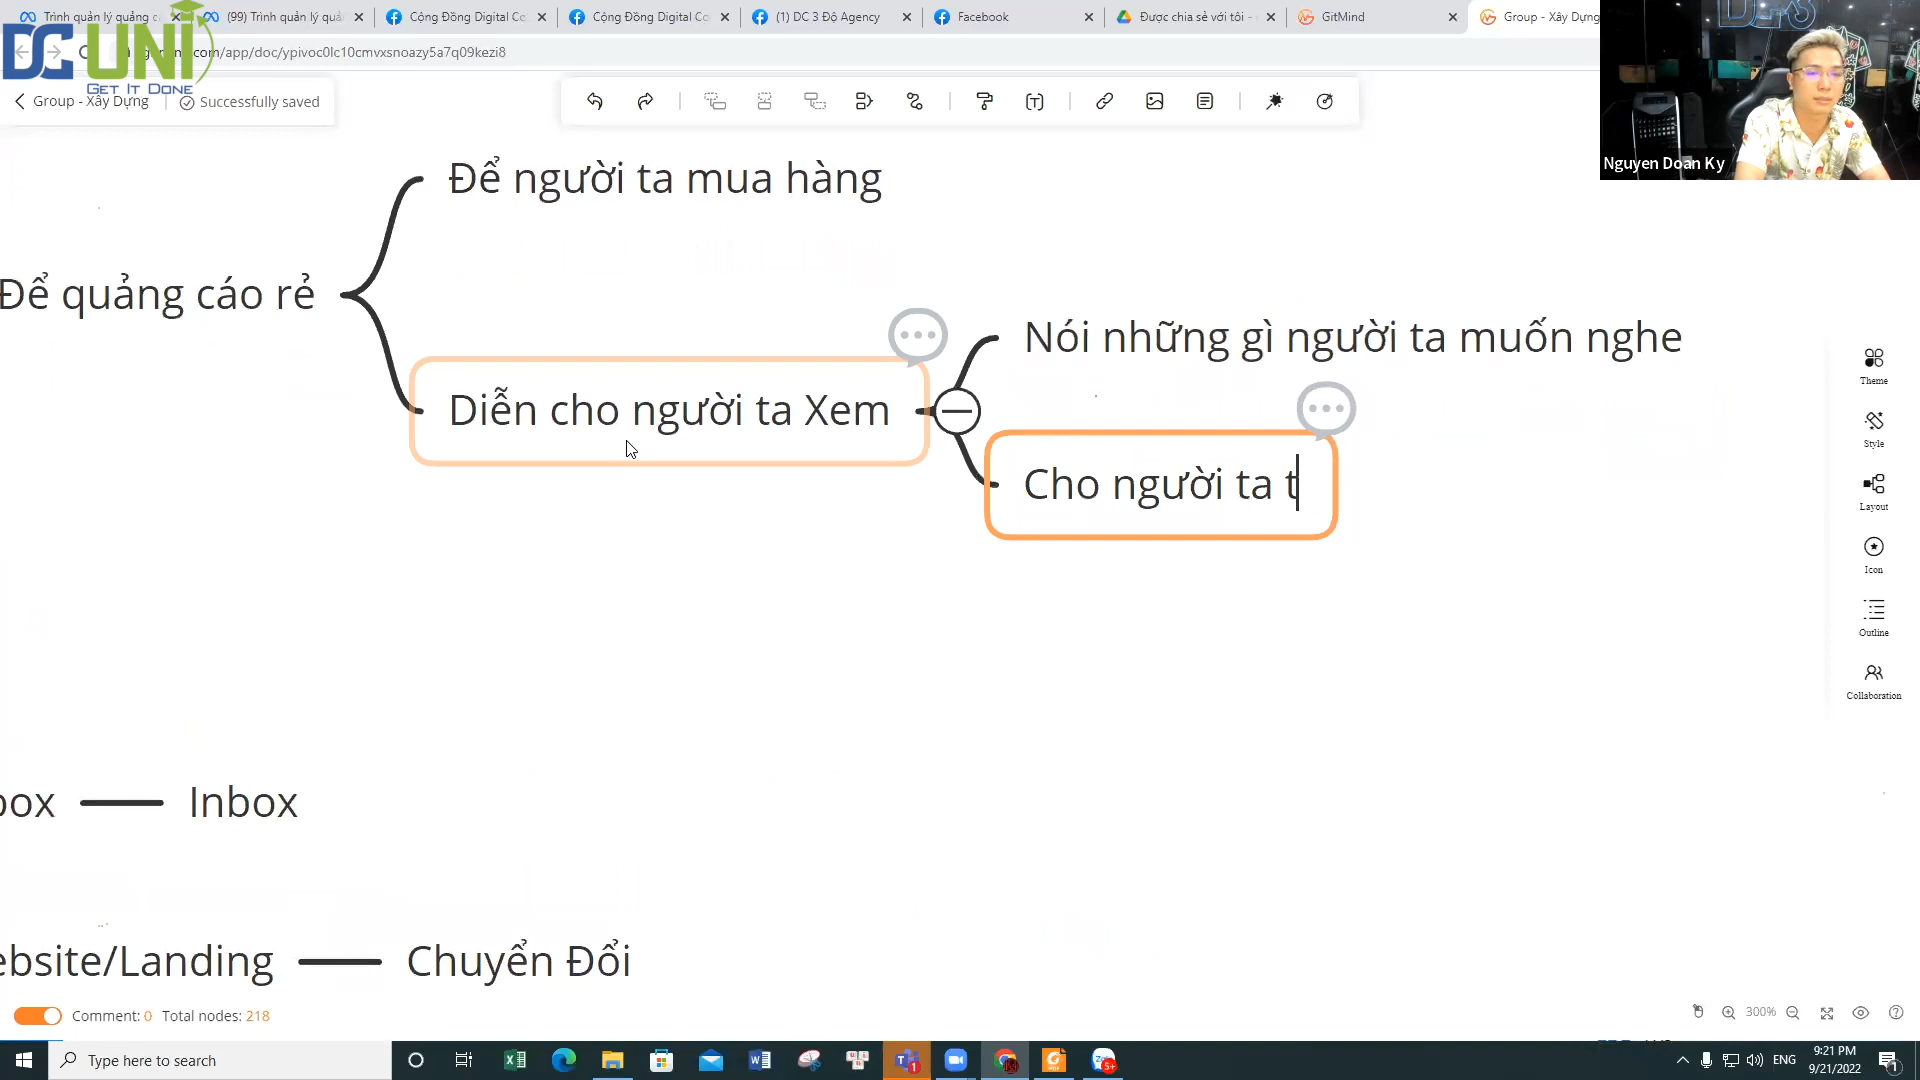 Trình quản lý quảng c
(99) Trình quản lý quả
Cộng Đồng Digital Co
Cộng Đồng Digital Co
(1) DC 3 Độ Agency
Facebook
Được chia sẻ với tôi -
GitMind
Group - Xây Dựng
DC UNI
GET IT DONE
.com/app/doc/ypivoc0lc10cmvxsnoazy5a7q09kezi8
Group - Xây Dựng
Successfully saved
Nguyen Doan Ky
Để người ta mua hàng
Để quảng cáo rẻ
Nói những gì người ta muốn nghe
Diễn cho người ta Xem
Cho người ta t
Theme
Style
Layout
Icon
Outline
Collaboration
box
Inbox
ebsite/Landing
Chuyển Đổi
Comment: 0 Total nodes: 218
300%
Type here to search
ENG
9:21 PM
9/21/2022